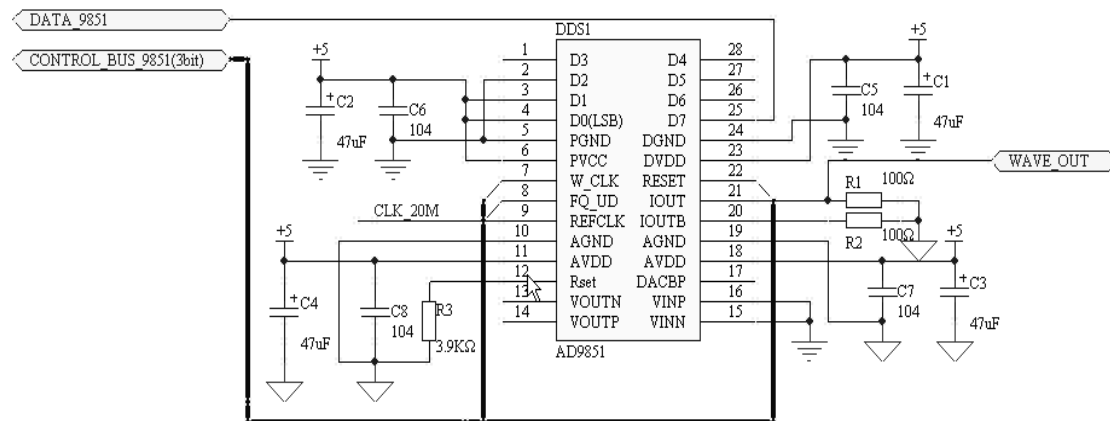 DATA_9851
CONTROL_BUS_9851(3bit)
DDS1
+5
C2
47uF
C6
104
1 D3 D4 28
2 D2 D5 27
3 D1 D6 26
4 D0(LSB) D7 25
5 PGND DGND 24
6 PVCC DVDD 23
7 W_CLK RESET 22
8 FQ_UD IOUT 21
9 REFCLK IOUTB 20
10 AGND AGND 19
11 AVDD AVDD 18
12 Rset DACBP 17
13 VOUTN VINP 16
14 VOUTP VINN 15
AD9851
+5
C5
104
C1
47uF
WAVE_OUT
R1
100Ω
R2
100Ω
CLK_20M
+5
C4
47uF
C8
104
R3
3.9KΩ
+5
C7
104
C3
47uF